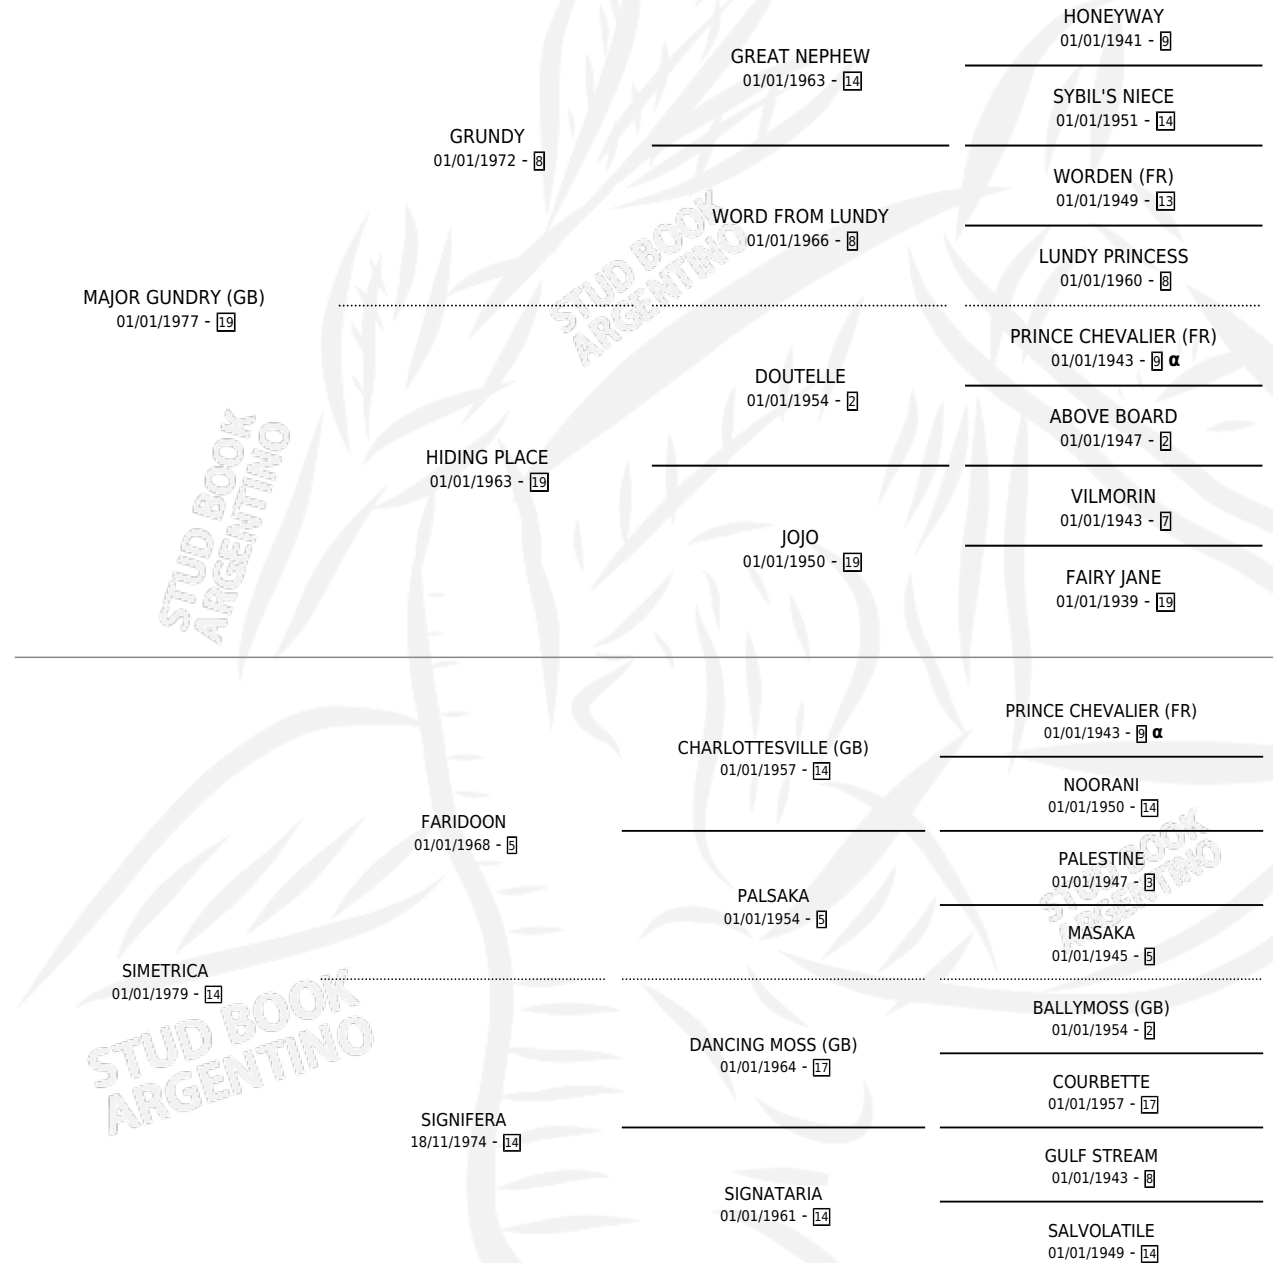 HONEYWAY
01/01/1941 - 9
GREAT NEPHEW
01/01/1963 - 14
SYBIL'S NIECE
01/01/1951 - 14
GRUNDY
01/01/1972 - 8
WORDEN (FR)
01/01/1949 - 13
WORD FROM LUNDY
01/01/1966 - 8
LUNDY PRINCESS
01/01/1960 - 8
MAJOR GUNDRY (GB)
01/01/1977 - 19
PRINCE CHEVALIER (FR)
01/01/1943 - 9 α
DOUTELLE
01/01/1954 - 2
ABOVE BOARD
01/01/1947 - 2
HIDING PLACE
01/01/1963 - 19
VILMORIN
01/01/1943 - 7
JOJO
01/01/1950 - 19
FAIRY JANE
01/01/1939 - 19
PRINCE CHEVALIER (FR)
01/01/1943 - 9 α
CHARLOTTESVILLE (GB)
01/01/1957 - 14
NOORANI
01/01/1950 - 14
FARIDOON
01/01/1968 - 5
PALESTINE
01/01/1947 - 3
PALSAKA
01/01/1954 - 5
MASAKA
01/01/1945 - 5
SIMETRICA
01/01/1979 - 14
BALLYMOSS (GB)
01/01/1954 - 2
DANCING MOSS (GB)
01/01/1964 - 17
COURBETTE
01/01/1957 - 17
SIGNIFERA
18/11/1974 - 14
GULF STREAM
01/01/1943 - 8
SIGNATARIA
01/01/1961 - 14
SALVOLATILE
01/01/1949 - 14
STUD BOOK
ARGENTINO
STUD BOOK
ARGENTINO
STUD BOOK
ARGENTINO
STUD BOOK
ARGENTINO